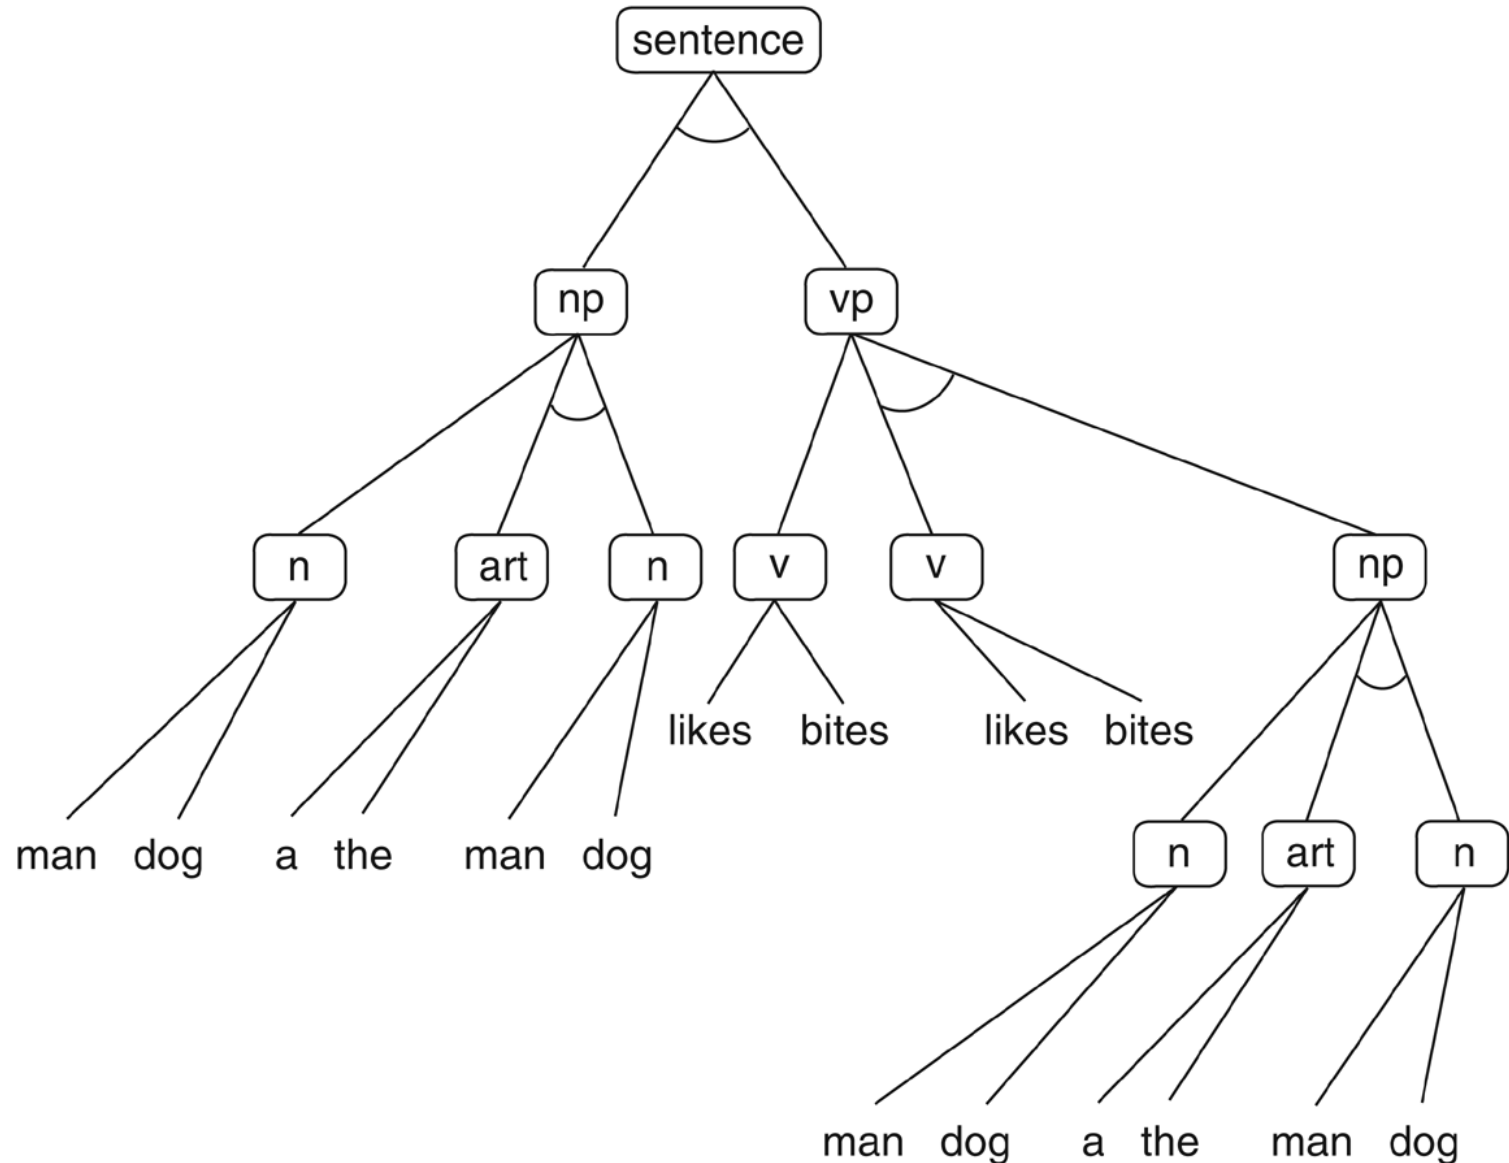 sentence
np vp
n art n v v np
likes bites likes bites
man dog a the man dog
n art n
man dog a the man dog